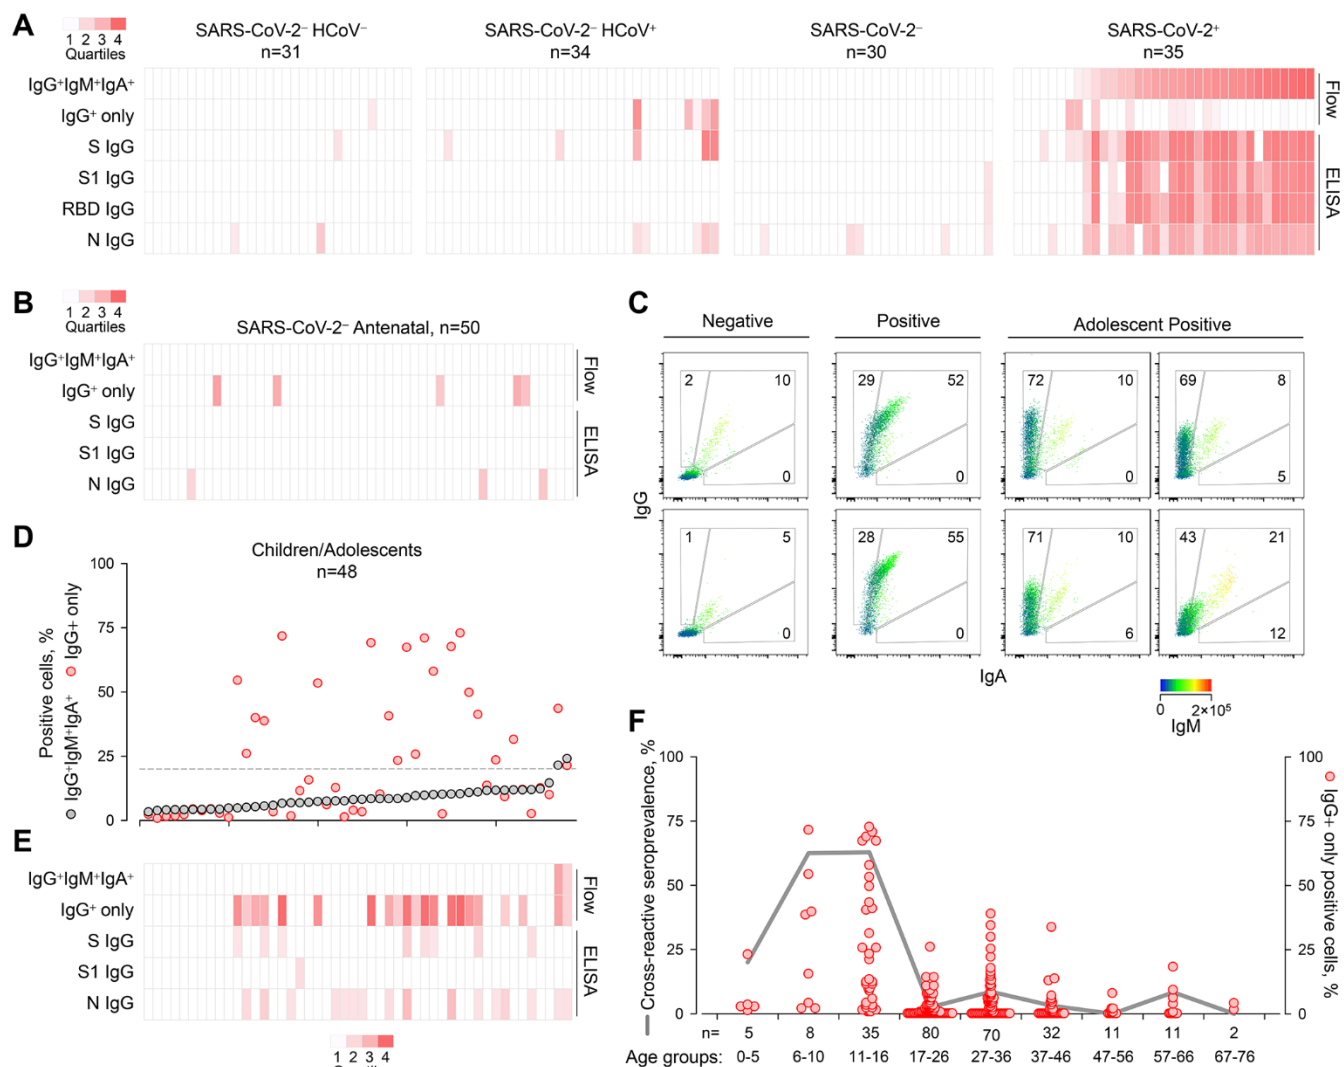 A
1 2 3 4
Quartiles
SARS-CoV-2⁻ HCoV⁻
n=31
SARS-CoV-2⁻ HCoV⁺
n=34
SARS-CoV-2⁻
n=30
SARS-CoV-2⁺
n=35
IgG⁺IgM⁺IgA⁺
IgG⁺ only
S IgG
S1 IgG
RBD IgG
N IgG
Flow
ELISA
B
1 2 3 4
Quartiles
SARS-CoV-2⁻ Antenatal, n=50
IgG⁺IgM⁺IgA⁺
IgG⁺ only
S IgG
S1 IgG
N IgG
Flow
ELISA
C
Negative
Positive
Adolescent Positive
2 10
0
29 52
0
72 10
69 8
5
1 5
0
28 55
0
71 10
6
43 21
12
IgG
IgA
0 2×10⁵
IgM
D
Children/Adolescents
n=48
Positive cells, %
IgG⁺IgM⁺IgA⁺
IgG+ only
100
75
50
25
0
E
IgG⁺IgM⁺IgA⁺
IgG⁺ only
S IgG
S1 IgG
N IgG
Flow
ELISA
1 2 3 4
F
Cross-reactive seroprevalence, %
100
75
50
25
0
100
75
50
25
0
IgG+ only positive cells, %
n= 5 8 35 80 70 32 11 11 2
Age groups: 0-5 6-10 11-16 17-26 27-36 37-46 47-56 57-66 67-76